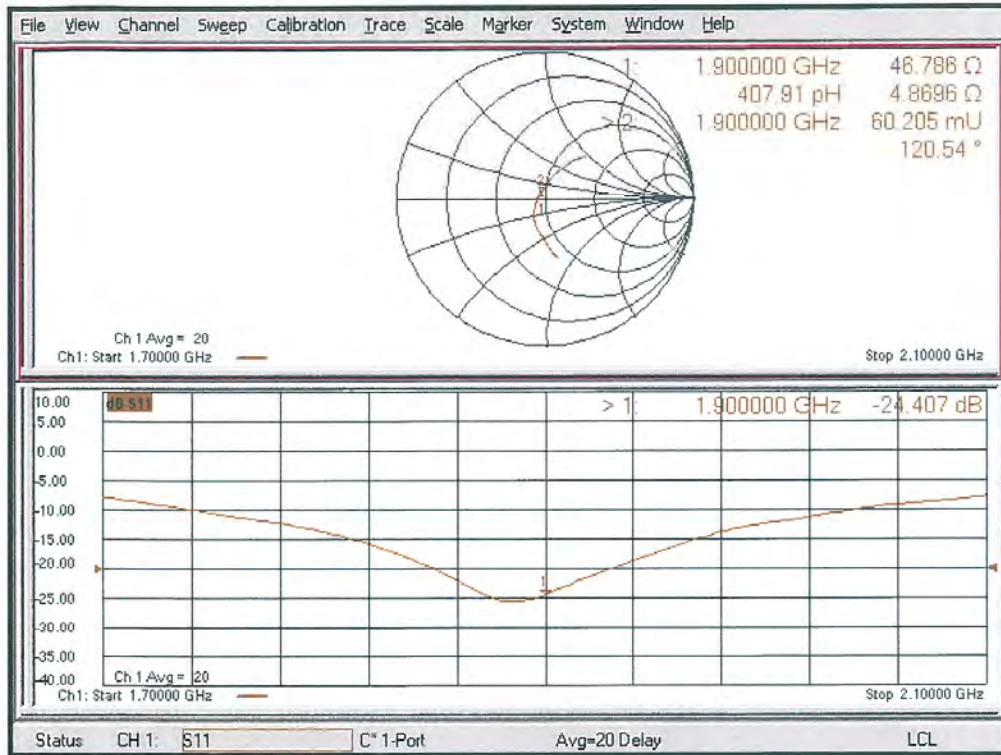 File View Channel Sweep Calibration Trace Scale Marker System Window Help
1: 1.900000 GHz 46.786 Ω
407.91 pH 4.8696 Ω
> 2: 1.900000 GHz 60.205 mU
120.54 °
2
1
Ch 1 Avg = 20
Ch1: Start 1.70000 GHz
Stop 2.10000 GHz
10.00
dB S11
> 1: 1.900000 GHz -24.407 dB
5.00
0.00
-5.00
-10.00
-15.00
-20.00
1
-25.00
-30.00
-35.00
-40.00
Ch 1 Avg = 20
Ch1: Start 1.70000 GHz
Stop 2.10000 GHz
Status CH 1: S11 C* 1-Port Avg=20 Delay LCL